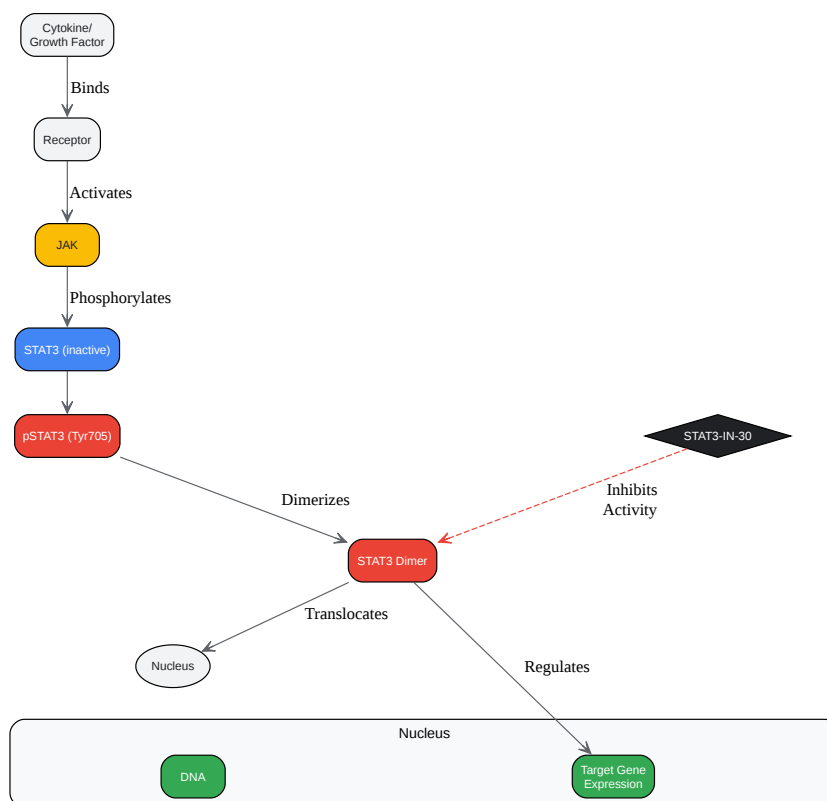 Cytokine/
Growth Factor
Binds
Receptor
Activates
JAK
Phosphorylates
STAT3 (inactive)
pSTAT3 (Tyr705)
STAT3-IN-30
Dimerizes
Inhibits
Activity
STAT3 Dimer
Translocates
Nucleus
Regulates
Nucleus
DNA
Target Gene
Expression